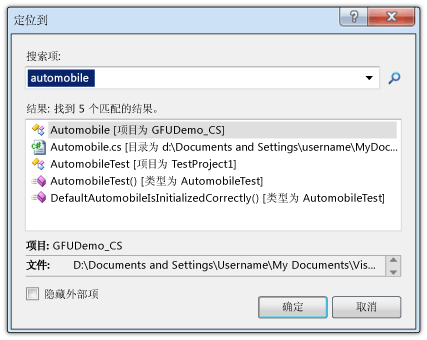 定位到
搜索项:
automobile
结果: 找到 5 个匹配的结果。
Automobile [项目为 GFUDemo_CS]
Automobile.cs [目录为 d:\Documents and Settings\username\MyDoc...
AutomobileTest [项目为 TestProject1]
AutomobileTest() [类型为 AutomobileTest]
DefaultAutomobileIsInitializedCorrectly() [类型为 AutomobileTest]
项目: GFUDemo_CS
文件: D:\Documents and Settings\Username\My Documents\Vis...
隐藏外部项
确定 取消